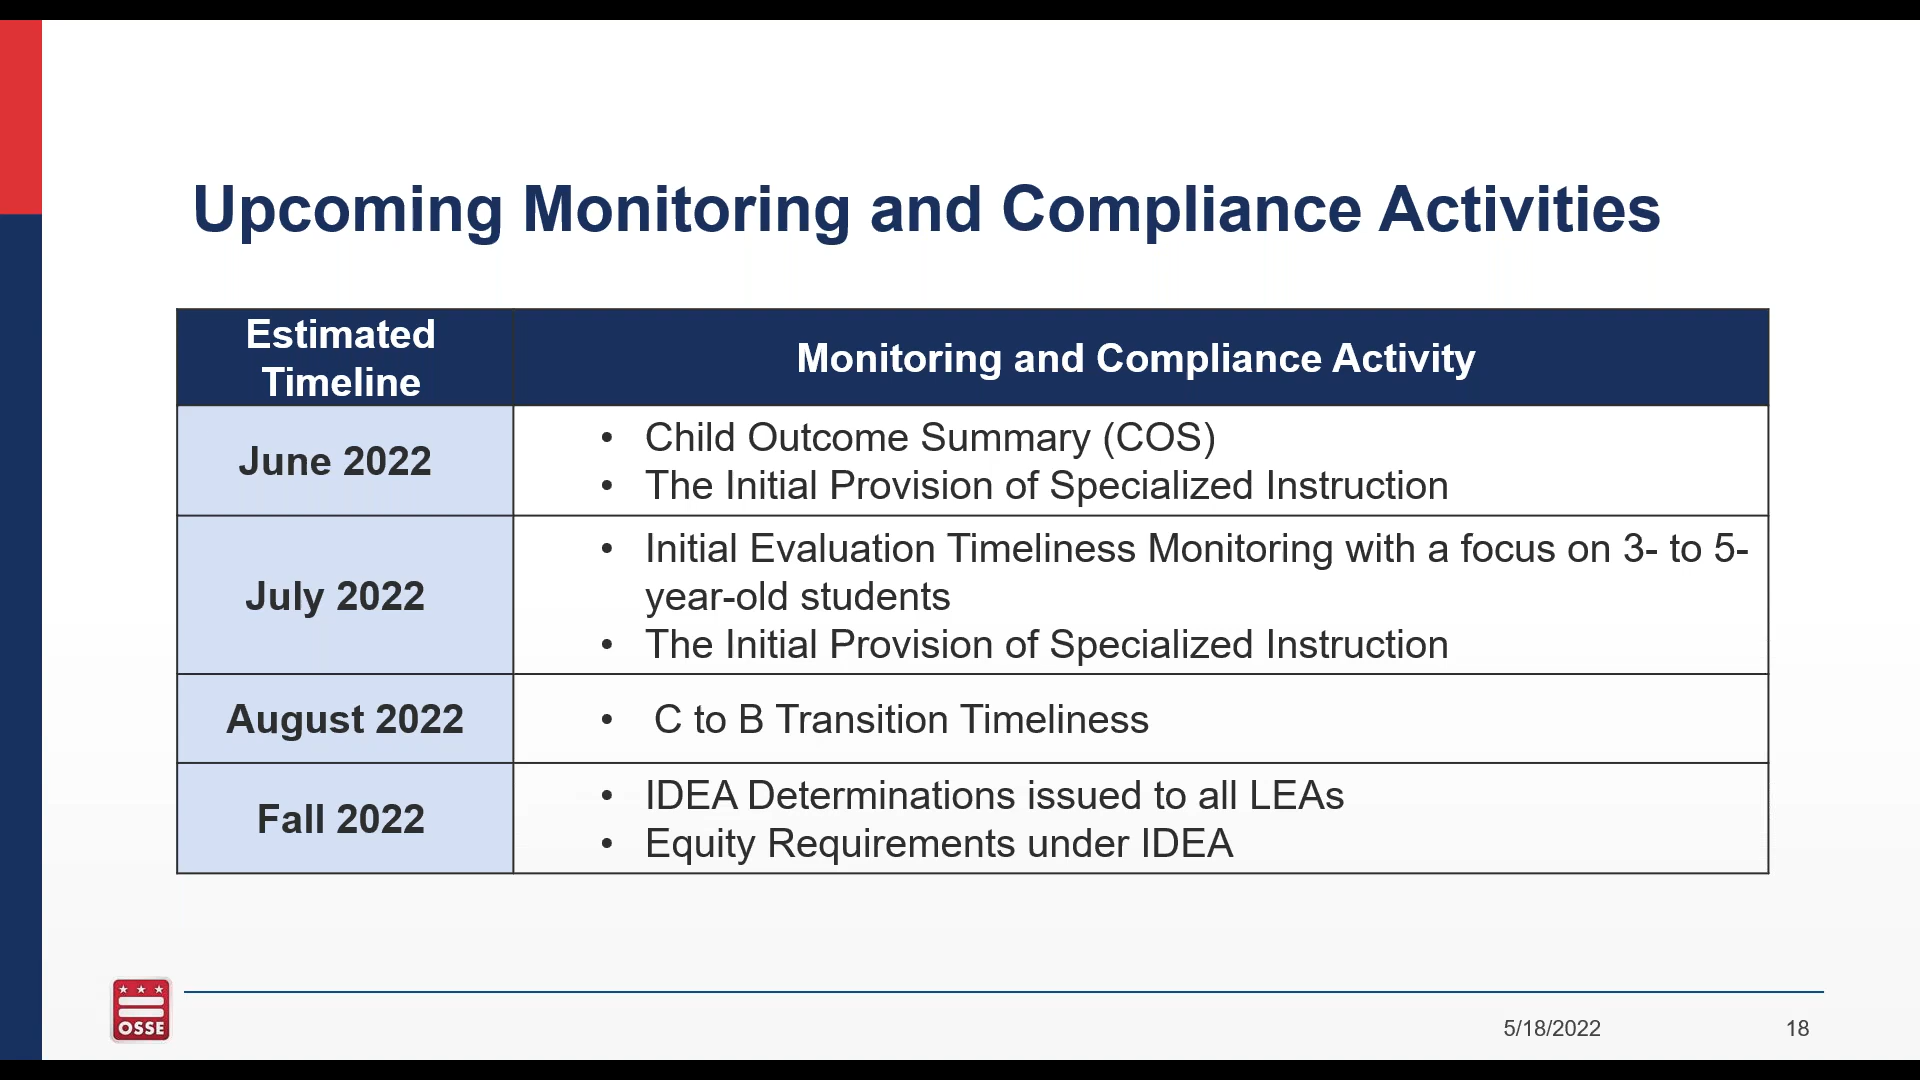 Upcoming Monitoring and Compliance Activities
Estimated
Timeline
Monitoring and Compliance Activity
June 2022
• Child Outcome Summary (COS)
• The Initial Provision of Specialized Instruction
July 2022
• Initial Evaluation Timeliness Monitoring with a focus on 3- to 5-
year-old students
• The Initial Provision of Specialized Instruction
August 2022
• C to B Transition Timeliness
Fall 2022
• IDEA Determinations issued to all LEAs
• Equity Requirements under IDEA
OSSE
5/18/2022
18